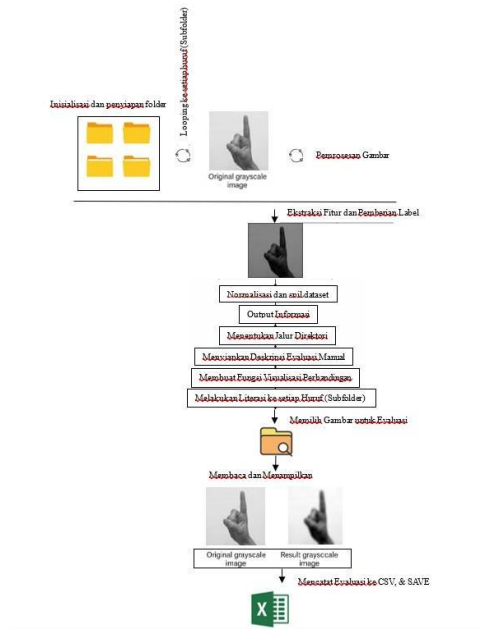 Looping ke setiap huruf (Subfolder)
Inisialisasi dan penyiapan folder
Original grayscale
image
Pemrosesan Gambar
Ekstraksi Fitur dan Pemberian Label
Normalisasi dan spil dataset
Output Informasi
Menentukan Jalur Direktori
Menyiapkan Deskripsi Evaluasi Manual
Membuat Fungsi Visualisasi Perbandingan
Melakukan Literasi ke setiap Huruf (Subfolder)
Memilih Gambar untuk Evaluasi
Membaca dan Menampilkan
Original grayscale
image
Result grayscale
image
Mencatat Evaluasi ke CSV, & SAVE
X